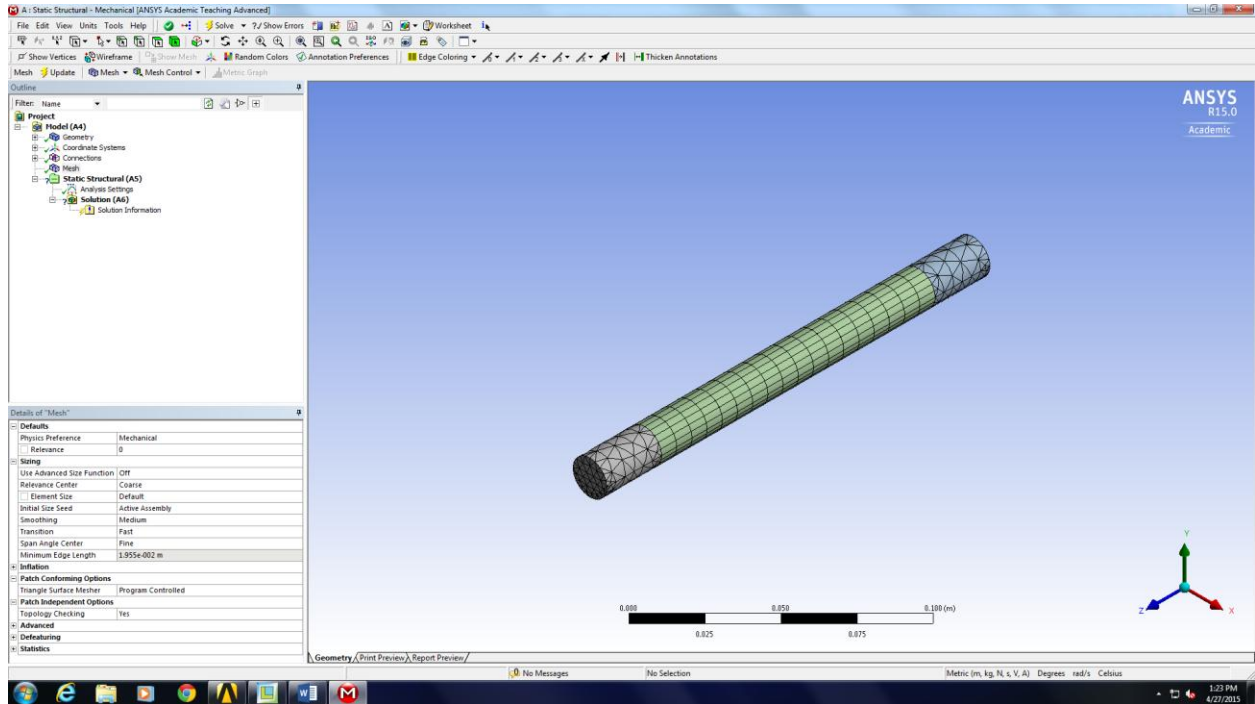 A : Static Structural - Mechanical [ANSYS Academic Teaching Advanced]
File Edit View Units Tools Help Solve ?/ Show Errors Worksheet
Show Vertices Wireframe Show Mesh Random Colors Annotation Preferences Edge Coloring Thicken Annotations
Mesh Update Mesh Mesh Control Metric Graph
Outline
Filter: Name
Project
Model (A4)
Geometry
Coordinate Systems
Connections
Mesh
Static Structural (A5)
Analysis Settings
Solution (A6)
Solution Information
Details of "Mesh"
Defaults
Physics Preference Mechanical
Relevance 0
Sizing
Use Advanced Size Function Off
Relevance Center Coarse
Element Size Default
Initial Size Seed Active Assembly
Smoothing Medium
Transition Fast
Span Angle Center Fine
Minimum Edge Length 1.955e-002 m
Inflation
Patch Conforming Options
Triangle Surface Mesher Program Controlled
Patch Independent Options
Topology Checking Yes
Advanced
Defeaturing
Statistics
ANSYS
R15.0
Academic
0.000 0.050 0.100 (m)
0.025 0.075
Y
Z X
Geometry Print Preview Report Preview
No Messages No Selection Metric (m, kg, N, s, V, A) Degrees rad/s Celsius
1:23 PM
4/27/2015